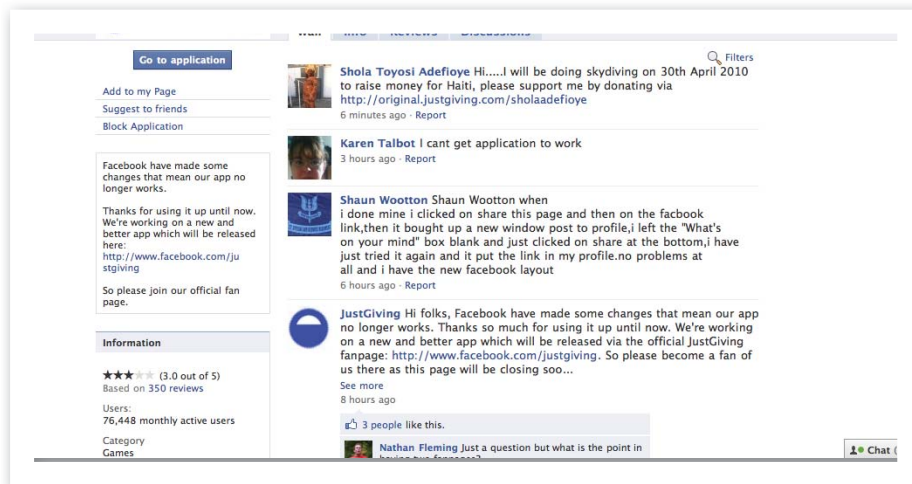 Wall Info Reviews Discussions
Go to application
Add to my Page
Suggest to friends
Block Application
Facebook have made some
changes that mean our app no
longer works.
Thanks for using it up until now.
We're working on a new and
better app which will be released
here:
http://www.facebook.com/ju
stgiving
So please join our official fan
page.
Information
(3.0 out of 5)
Based on 350 reviews
Users:
76,448 monthly active users
Category
Games
Filters
Shola Toyosi Adefioye Hi.....I will be doing skydiving on 30th April 2010
to raise money for Haiti, please support me by donating via
http://original.justgiving.com/sholaadefioye
6 minutes ago · Report
Karen Talbot I cant get application to work
3 hours ago · Report
Shaun Wootton Shaun Wootton when
i done mine i clicked on share this page and then on the facbook
link,then it bought up a new window post to profile,i left the "What's
on your mind" box blank and just clicked on share at the bottom,i have
just tried it again and it put the link in my profile.no problems at
all and i have the new facebook layout
6 hours ago · Report
JustGiving Hi folks, Facebook have made some changes that mean our app
no longer works. Thanks so much for using it up until now. We're working
on a new and better app which will be released via the official JustGiving
fanpage: http://www.facebook.com/justgiving. So please become a fan of
us there as this page will be closing soo...
See more
8 hours ago
3 people like this.
Nathan Fleming Just a question but what is the point in
having two fanpages?
Chat (